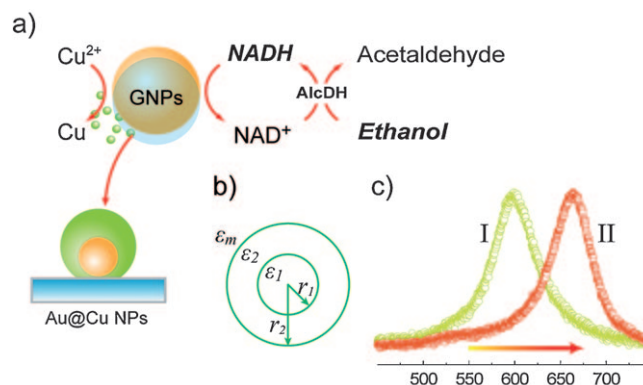 a)
Cu²⁺
Cu
GNPs
NADH
NAD⁺
AlcDH
Acetaldehyde
Ethanol
Au@Cu NPs
b)
εₘ
ε₂
ε₁
r₁
r₂
c)
I
II
500 550 600 650 700